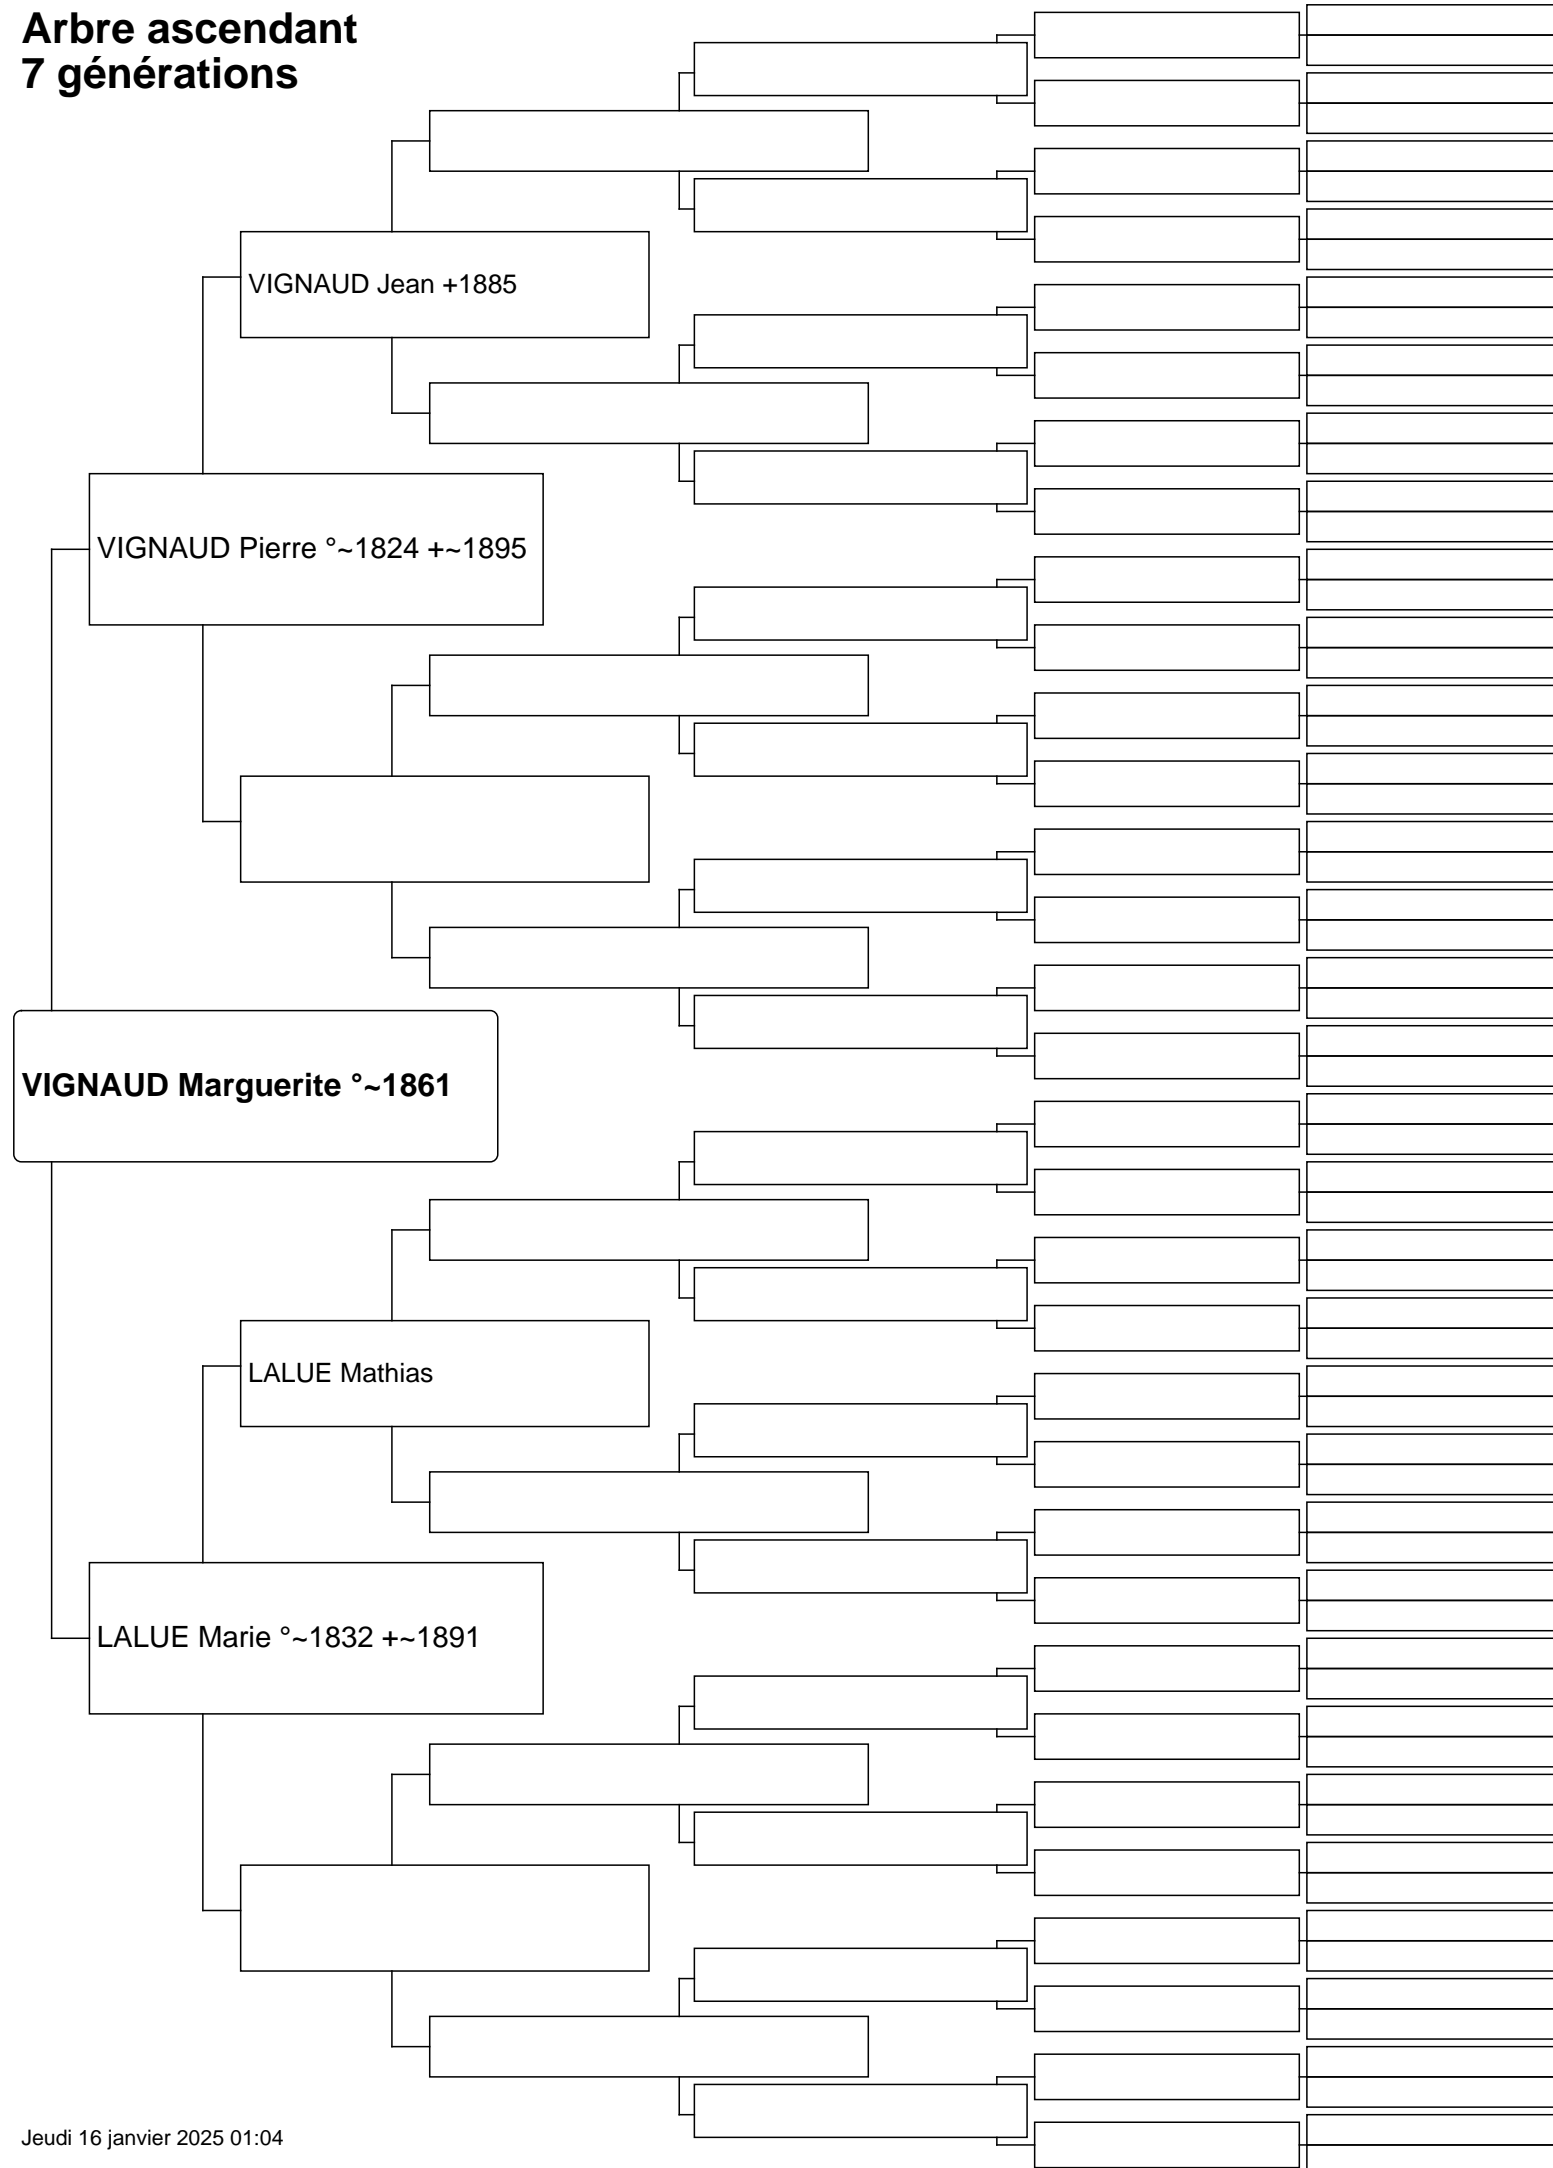 Arbre ascendant
7 générations
VIGNAUD Jean +1885
VIGNAUD Pierre °~1824 +~1895
VIGNAUD Marguerite °~1861
LALUE Mathias
LALUE Marie °~1832 +~1891
Jeudi 16 janvier 2025 01:04